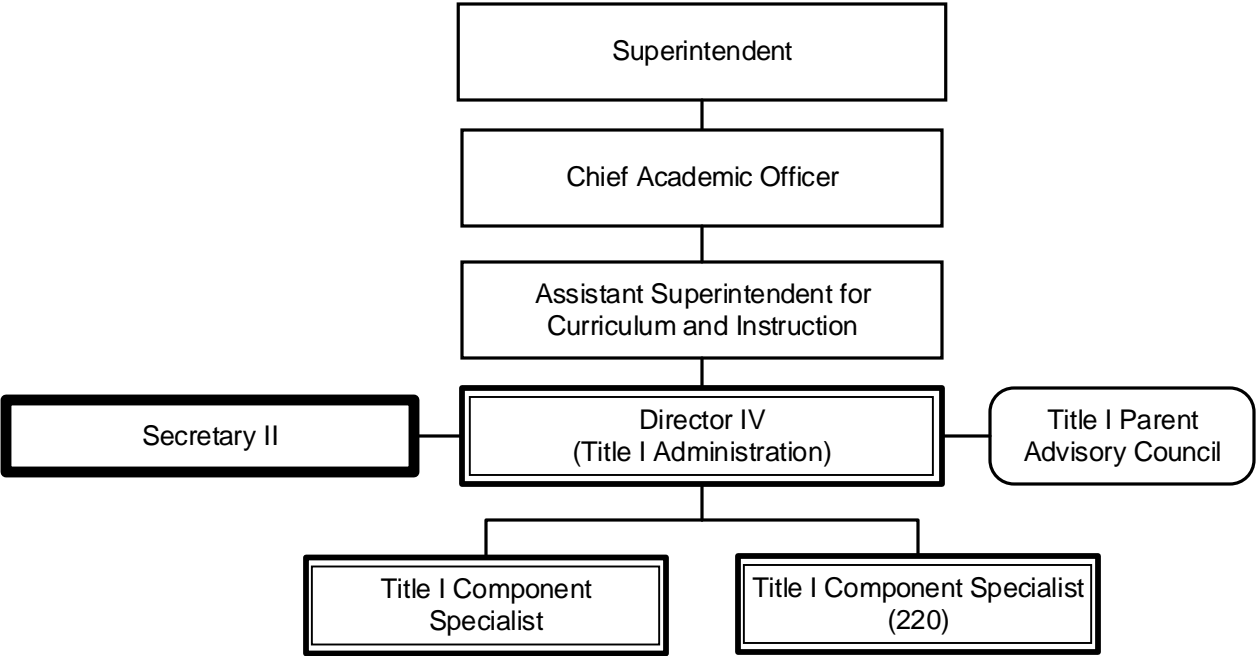 Superintendent
Chief Academic Officer
Assistant Superintendent for
Curriculum and Instruction
Secretary II
Director IV
(Title I Administration)
Title I Parent
Advisory Council
Title I Component
Specialist
Title I Component Specialist
(220)